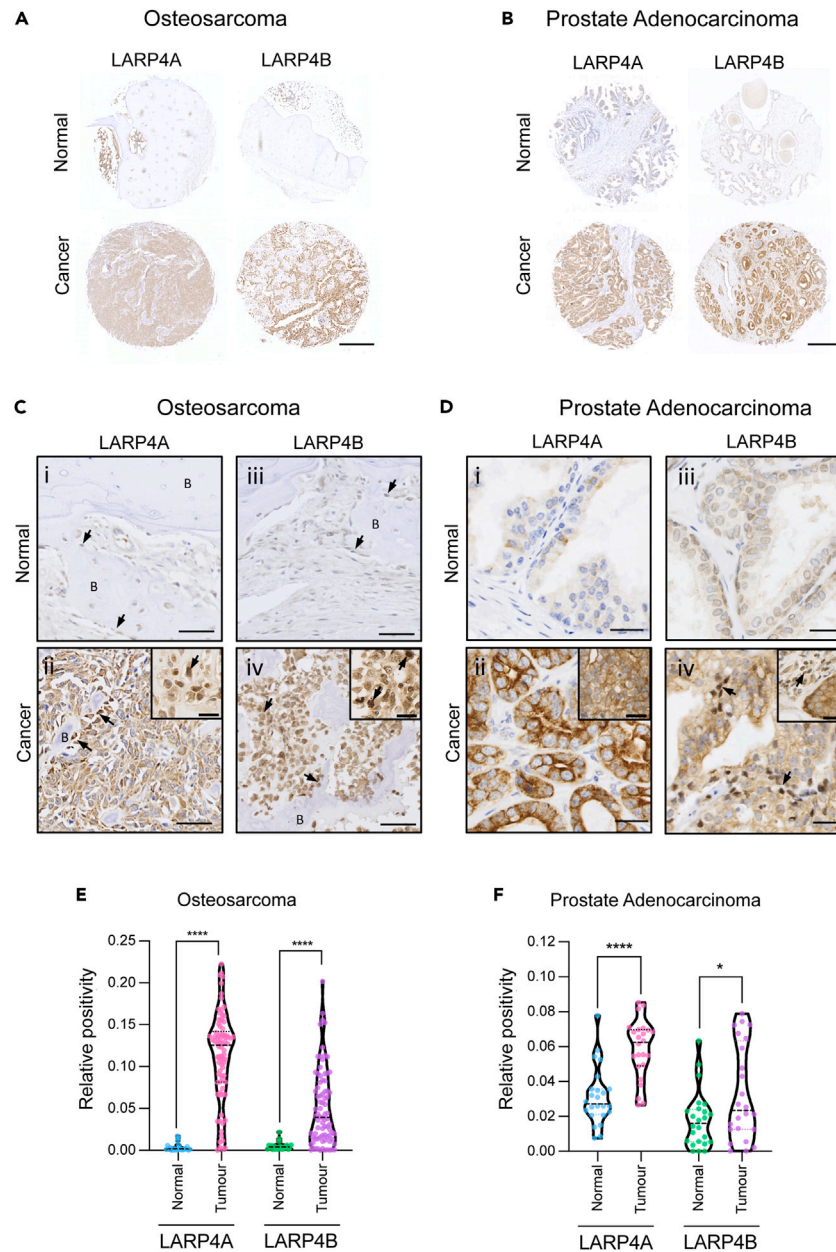 A
Osteosarcoma
LARP4A
LARP4B
Normal
Cancer
B
Prostate Adenocarcinoma
LARP4A
LARP4B
Normal
Cancer
C
Osteosarcoma
LARP4A
LARP4B
Normal
i
B
B
iii
B
Cancer
ii
B
iv
B
D
Prostate Adenocarcinoma
LARP4A
LARP4B
Normal
i
iii
Cancer
ii
iv
E
Osteosarcoma
Relative positivity
0.25
0.20
0.15
0.10
0.05
0.00
****
****
Normal
Tumour
Normal
Tumour
LARP4A
LARP4B
F
Prostate Adenocarcinoma
Relative positivity
0.12
0.10
0.08
0.06
0.04
0.02
0.00
****
*
Normal
Tumour
Normal
Tumour
LARP4A
LARP4B